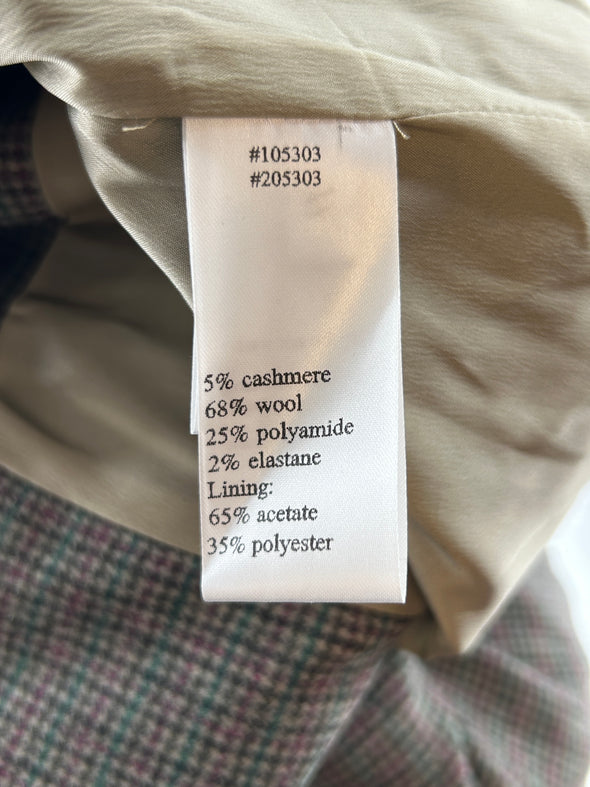 #105303
#205303
5% cashmere
68% wool
25% polyamide
2% elastane
Lining:
65% acetate
35% polyester